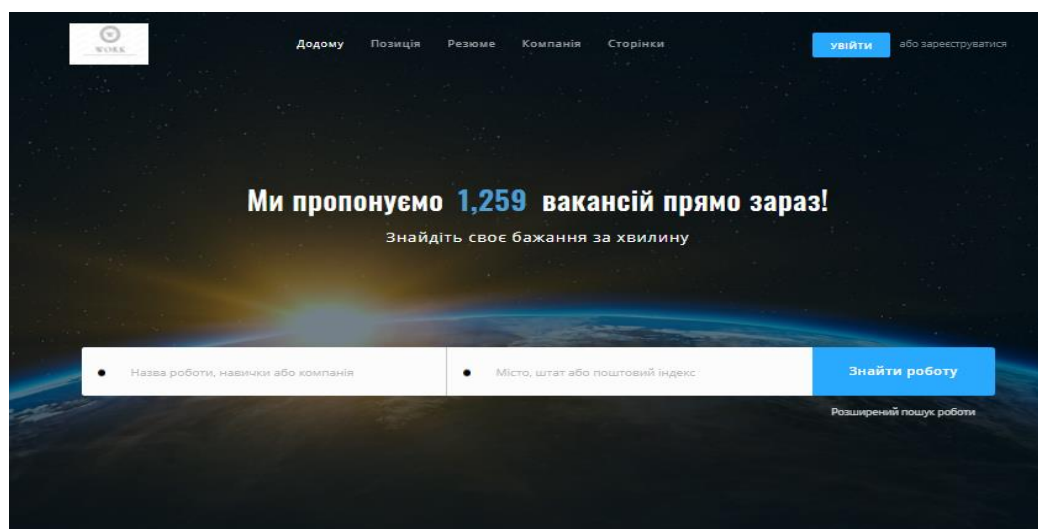 WORK
Додому Позиція Резюме Компанія Сторінки
УВІЙТИ або зареєструватися
Ми пропонуємо 1,259 вакансій прямо зараз!
Знайдіть своє бажання за хвилину
Назва роботи, навички або компанія
Місто, штат або поштовий індекс
Знайти роботу
Розширений пошук роботи